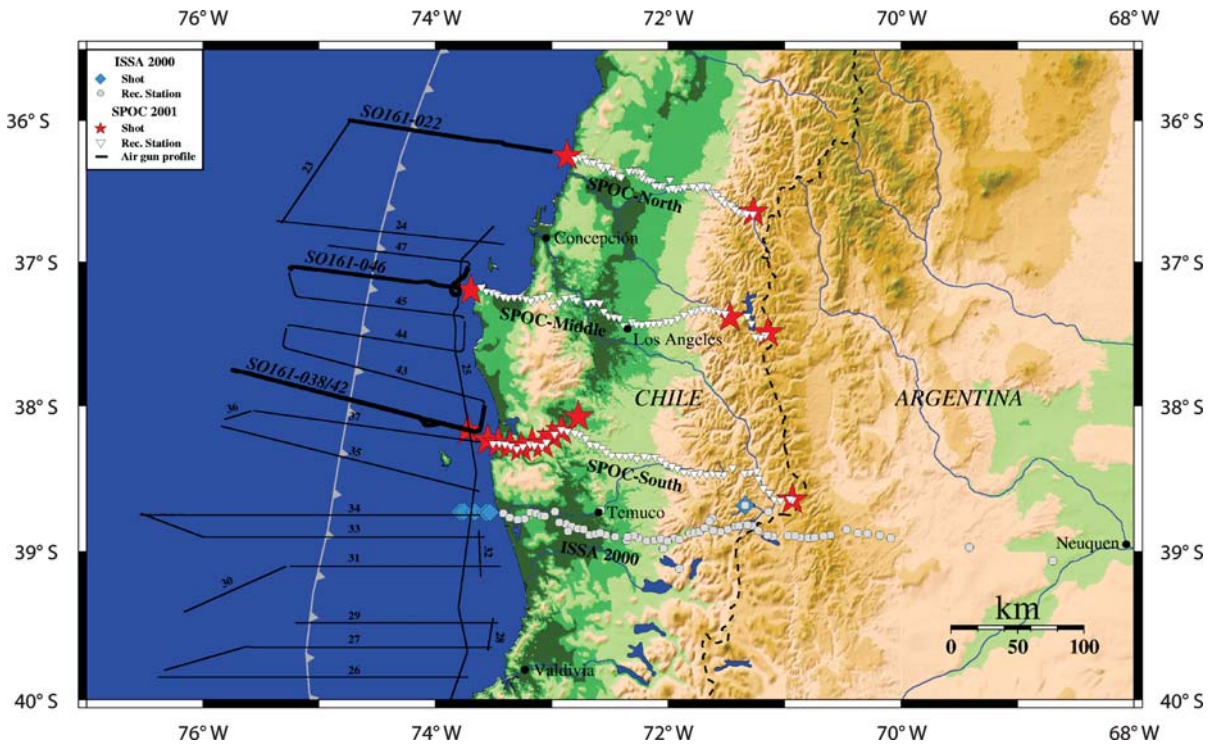 76° W 74° W 72° W 70° W 68° W
ISSA 2000
Shot
Rec. Station
SPOC 2001
Shot
Rec. Station
Air gun profile
36° S 36° S
SO161-022
23
SPOC-North
24
47
Concepción
37° S 37° S
SO161-046
45
SPOC-Middle
Los Angeles
44
25
43
SO161-038/42
CHILE ARGENTINA
38° S 38° S
36
37
35
SPOC-South
34
Temuco
33
32
ISSA 2000
39° S 39° S
Neuquen
31
30
km
0 50 100
29
28
27
26
Valdivia
40° S 40° S
76° W 74° W 72° W 70° W 68° W